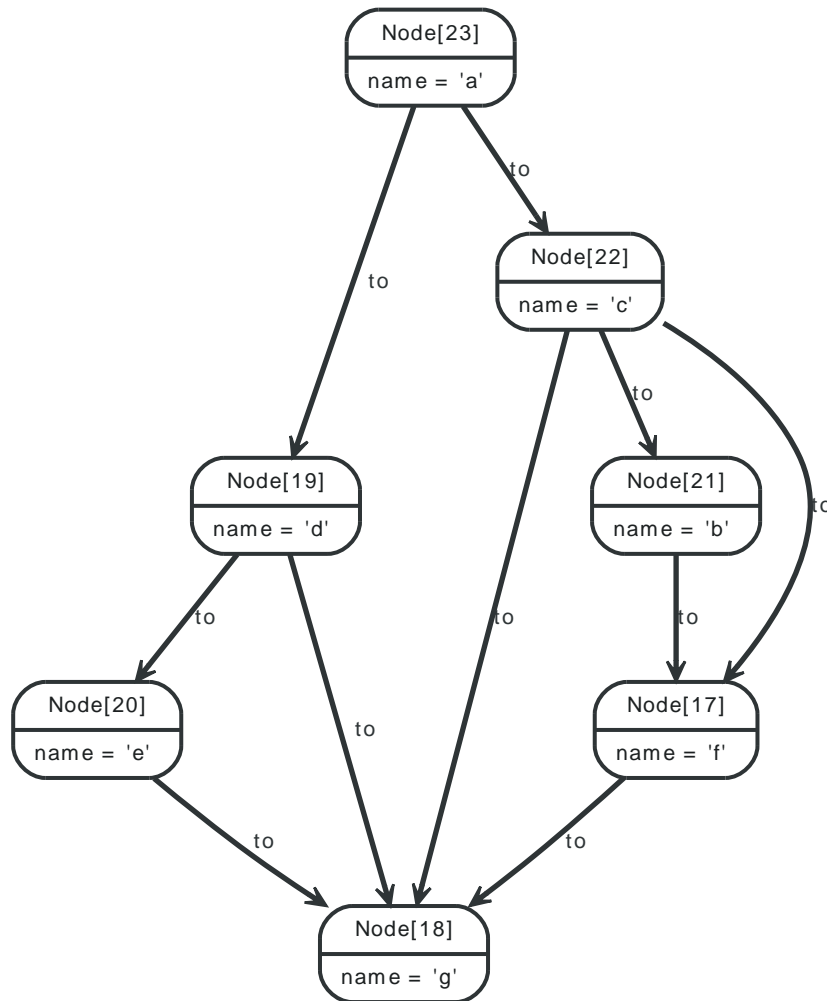 Node[23]
name = 'a'
to
Node[22]
name = 'c'
to
to
Node[19]
name = 'd'
Node[21]
name = 'b'
to
to
to
to
Node[20]
name = 'e'
Node[17]
name = 'f'
to
to
to
Node[18]
name = 'g'